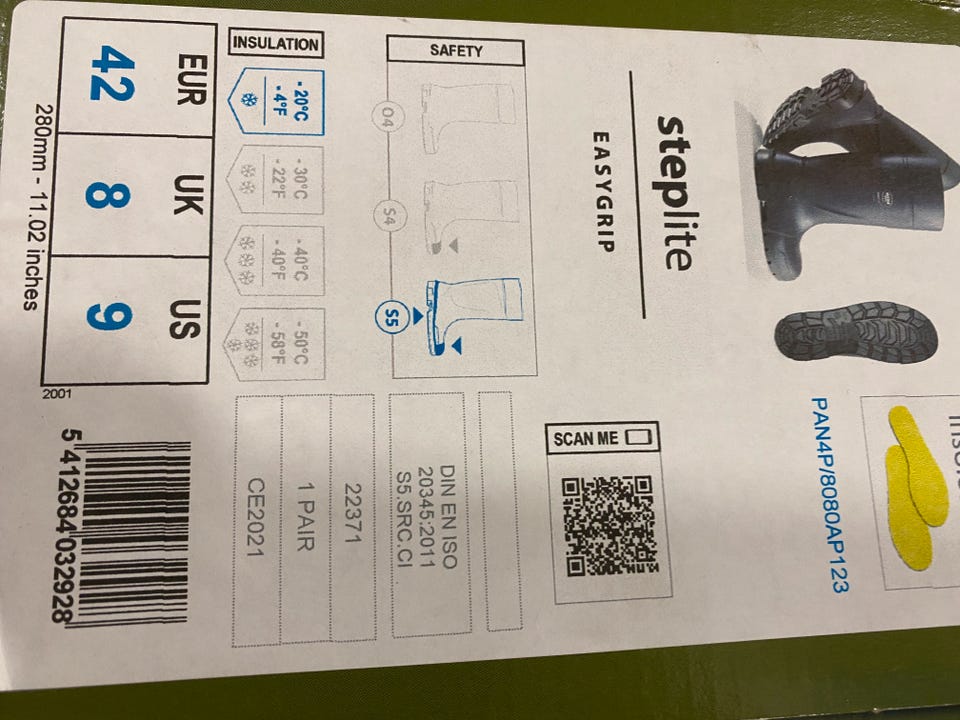 steplite
EASYGRIP
PAN4P/8080AP123
SCAN ME
SAFETY
O4
S4
S5
DIN EN ISO
20345:2011
S5.SRC.CI
22371
1 PAIR
CE2021
INSULATION
- 20°C
- 4°F
- 30°C
- 22°F
- 40°C
- 40°F
- 50°C
- 58°F
EUR UK US
42 8 9
280mm - 11.02 inches
2001
5 412684 032928